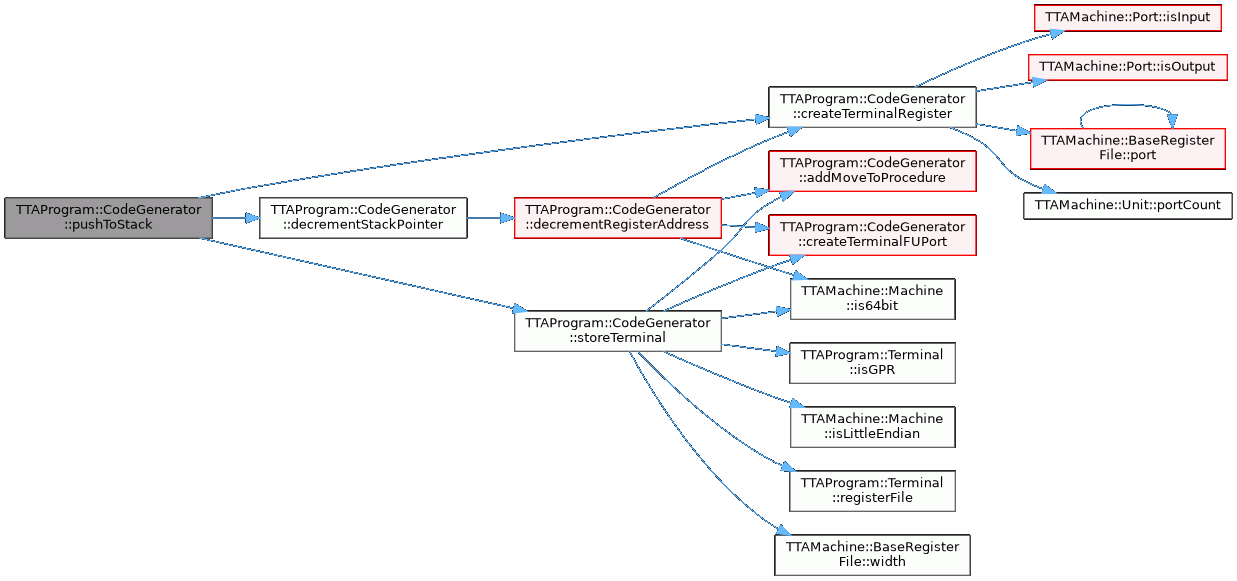 TTAProgram::CodeGenerator
::pushToStack
TTAProgram::CodeGenerator
::decrementStackPointer
TTAProgram::CodeGenerator
::decrementRegisterAddress
TTAProgram::CodeGenerator
::storeTerminal
TTAProgram::CodeGenerator
::createTerminalRegister
TTAProgram::CodeGenerator
::addMoveToProcedure
TTAProgram::CodeGenerator
::createTerminalFUPort
TTAMachine::Machine
::is64bit
TTAProgram::Terminal
::isGPR
TTAMachine::Machine
::isLittleEndian
TTAProgram::Terminal
::registerFile
TTAMachine::BaseRegister
File::width
TTAMachine::Port::isInput
TTAMachine::Port::isOutput
TTAMachine::BaseRegister
File::port
TTAMachine::Unit::portCount